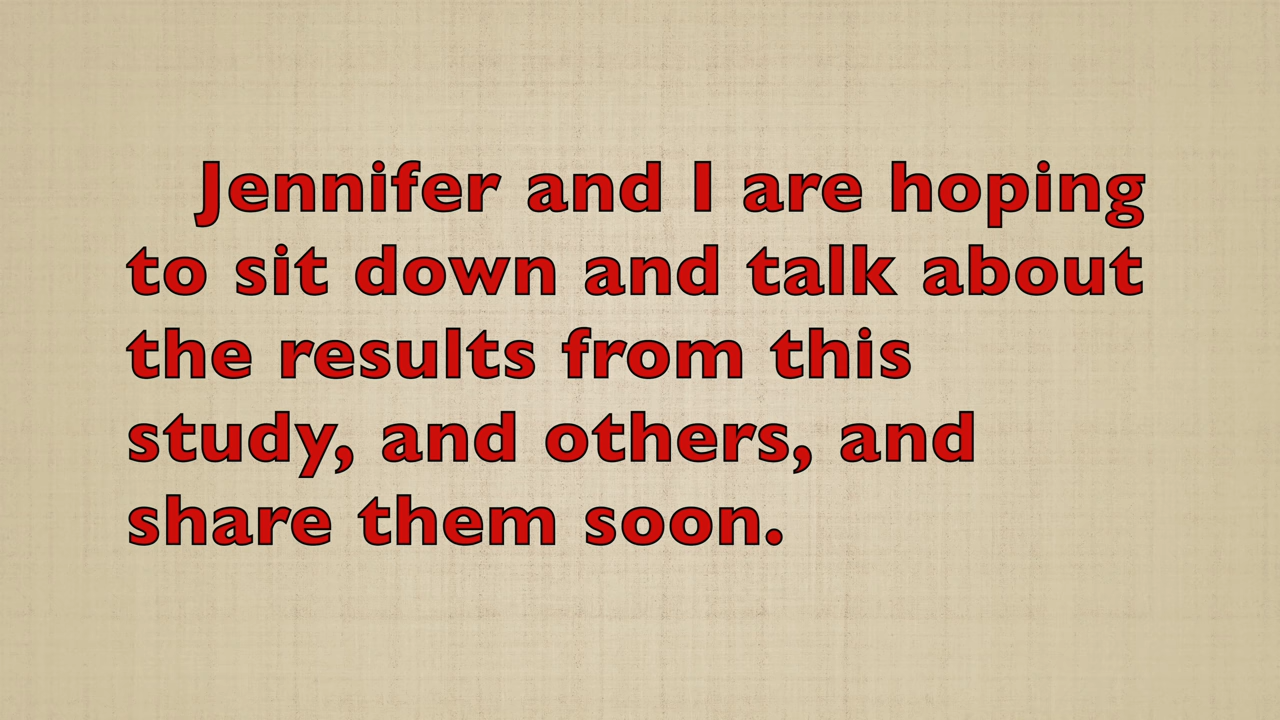 Jennifer and I are hoping
to sit down and talk about
the results from this
study, and others, and
share them soon.